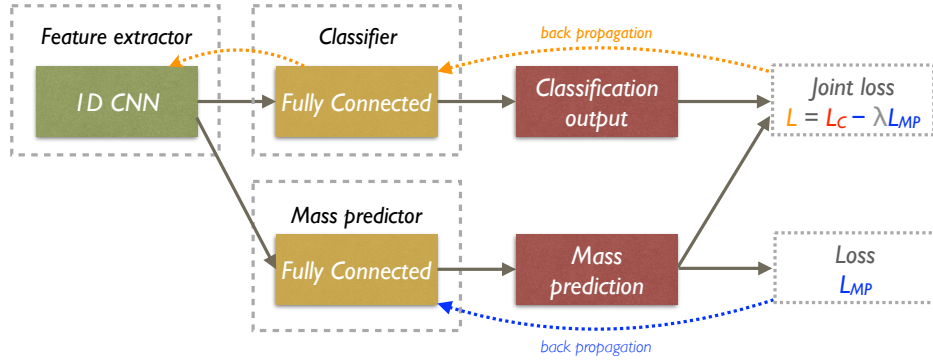 Feature extractor
Classifier
back propagation
1D CNN
Fully Connected
Classification
output
Joint loss
L = LC − λLMP
Mass predictor
Fully Connected
Mass
prediction
Loss
LMP
back propagation